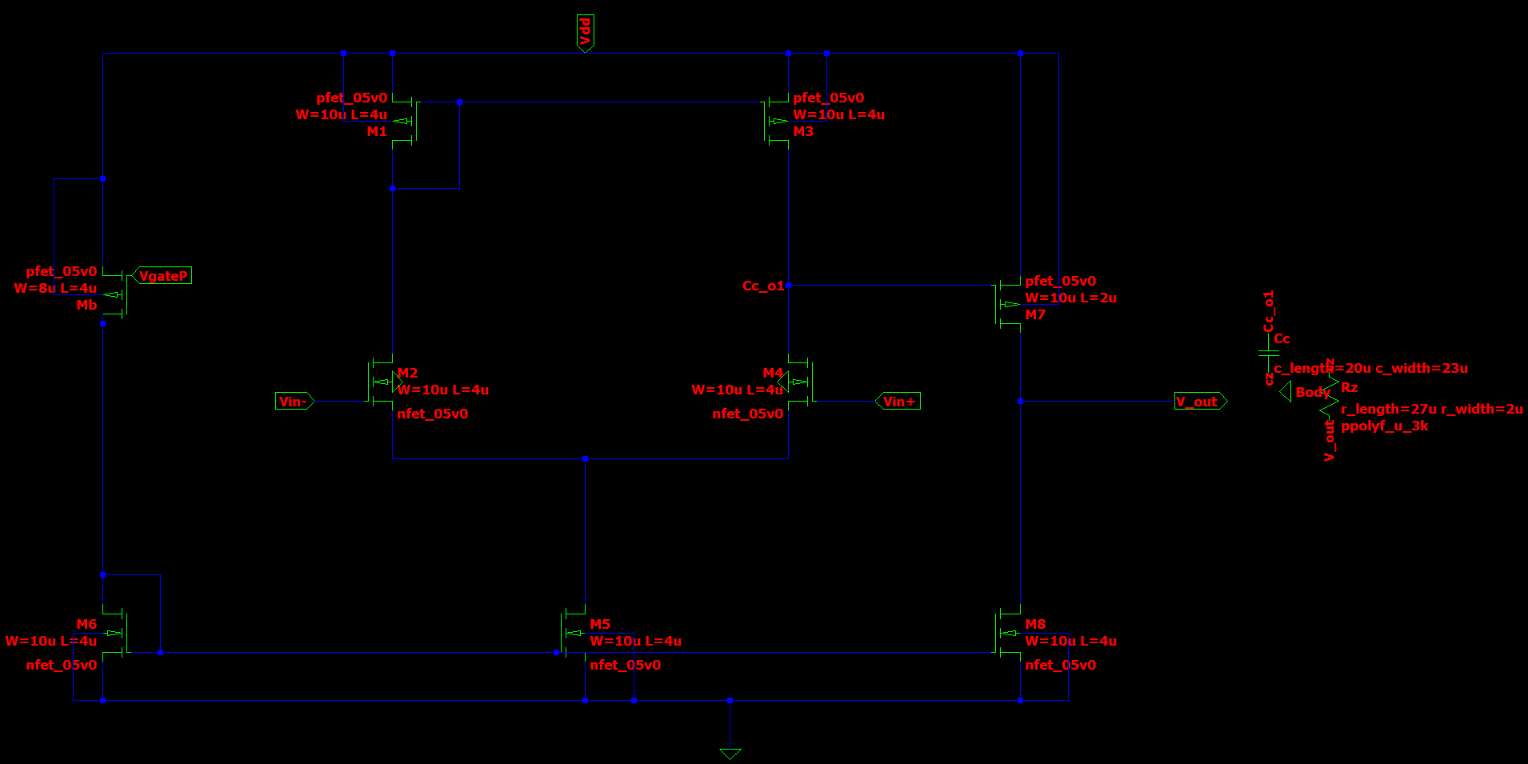 Vdd
pfet_05v0
W=10u L=4u
M1
pfet_05v0
W=10u L=4u
M3
pfet_05v0
W=8u L=4u
Mb
VgateP
Cc_o1
pfet_05v0
W=10u L=2u
M7
M2
W=10u L=4u
nfet_05v0
Vin-
M4
W=10u L=4u
nfet_05v0
Vin+
V_out
Cc_o1
Cc
c_length=20u c_width=23u
cz
Body
cz
Rz
r_length=27u r_width=2u
ppolyf_u_3k
V_out
M6
W=10u L=4u
nfet_05v0
M5
W=10u L=4u
nfet_05v0
M8
W=10u L=4u
nfet_05v0